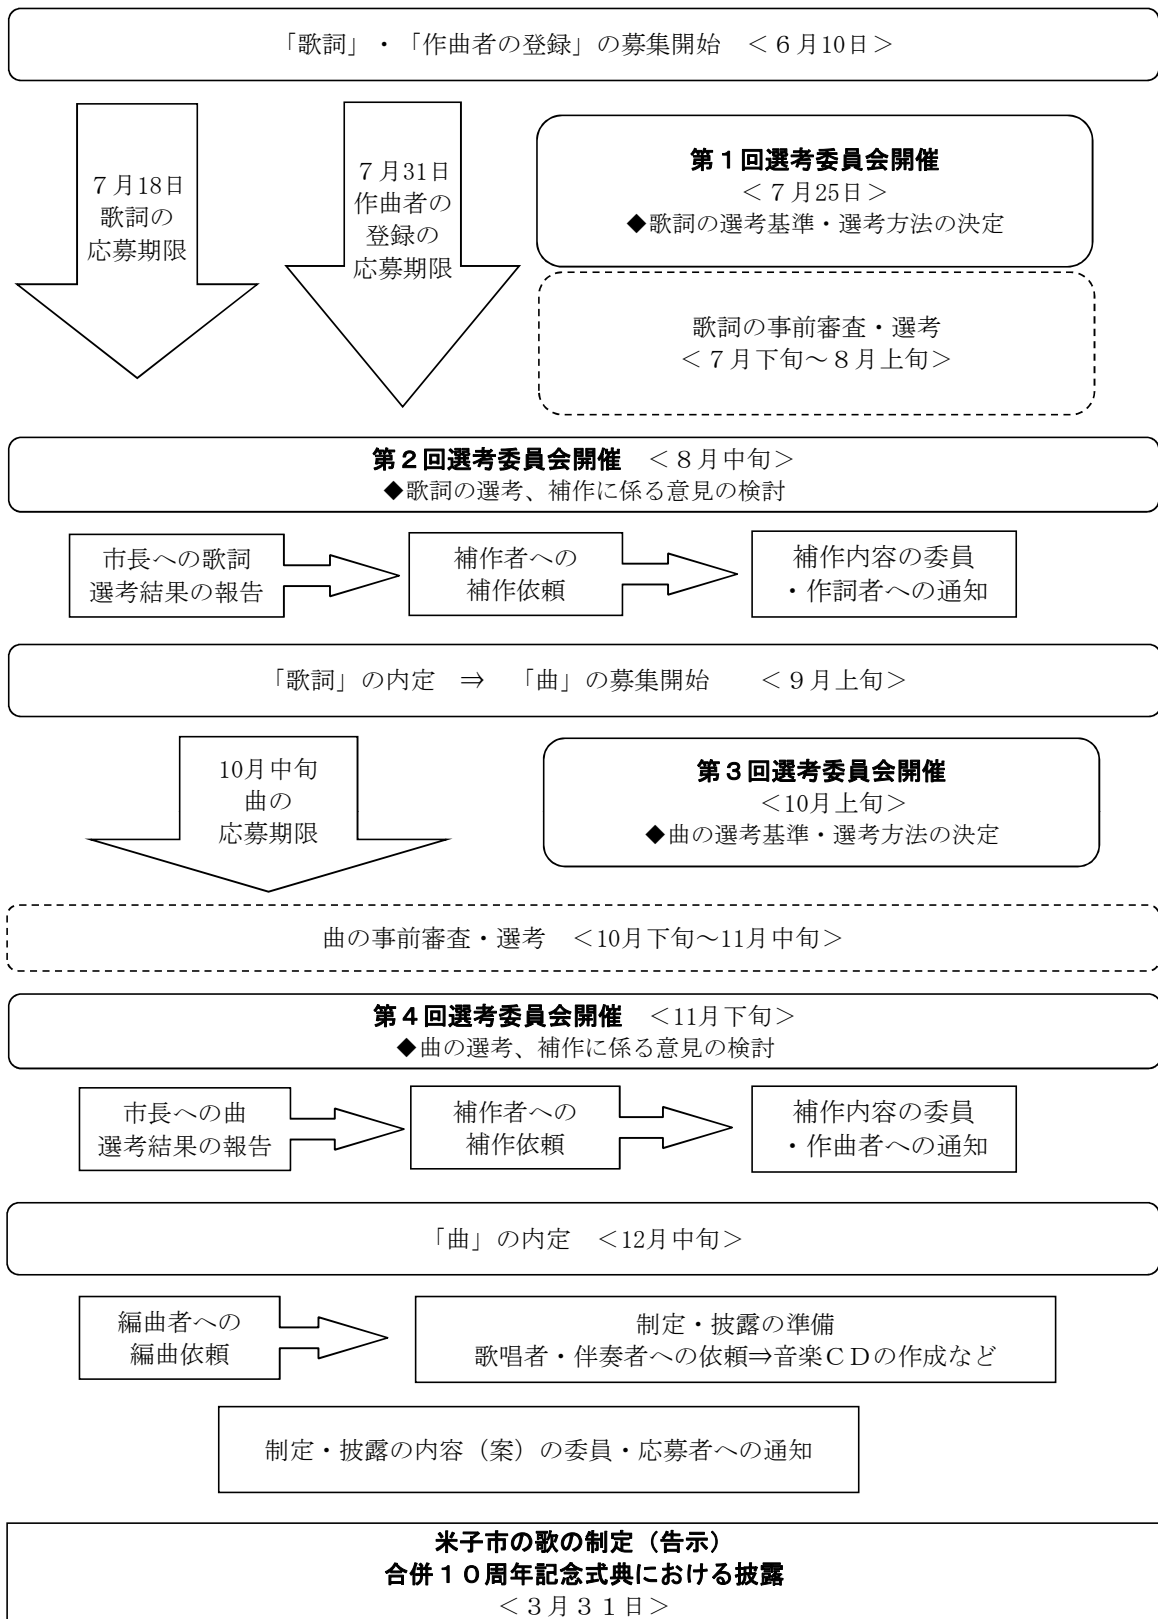 「歌詞」・「作曲者の登録」の募集開始　＜６月10日＞
７月18日
歌詞の
応募期限
７月31日
作曲者の
登録の
応募期限
第１回選考委員会開催
＜７月25日＞
◆歌詞の選考基準・選考方法の決定
歌詞の事前審査・選考
＜７月下旬～８月上旬＞
第２回選考委員会開催　＜８月中旬＞
◆歌詞の選考、補作に係る意見の検討
市長への歌詞
選考結果の報告
補作者への
補作依頼
補作内容の委員
・作詞者への通知
「歌詞」の内定　⇒　「曲」の募集開始　　＜９月上旬＞
10月中旬
曲の
応募期限
第３回選考委員会開催
＜10月上旬＞
◆曲の選考基準・選考方法の決定
曲の事前審査・選考　＜10月下旬～11月中旬＞
第４回選考委員会開催　＜11月下旬＞
◆曲の選考、補作に係る意見の検討
市長への曲
選考結果の報告
補作者への
補作依頼
補作内容の委員
・作曲者への通知
「曲」の内定　＜12月中旬＞
編曲者への
編曲依頼
制定・披露の準備
歌唱者・伴奏者への依頼⇒音楽ＣＤの作成など
制定・披露の内容（案）の委員・応募者への通知
米子市の歌の制定（告示）
合併１０周年記念式典における披露
＜３月３１日＞